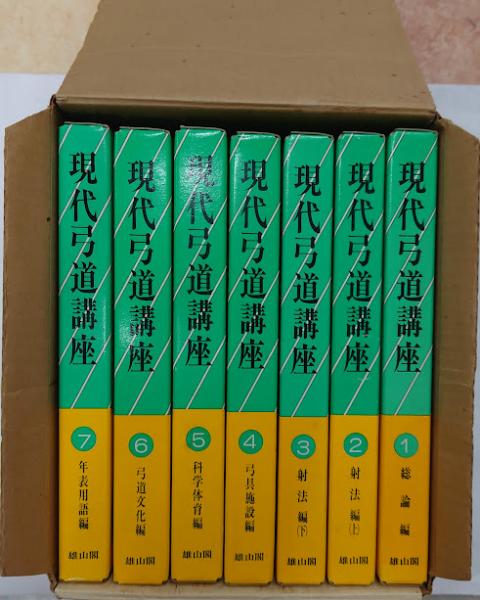 現代弓道講座
1
総論編
雄山閣
現代弓道講座
2
射法編(上)
雄山閣
現代弓道講座
3
射法編(下)
雄山閣
現代弓道講座
4
弓具施設編
雄山閣
現代弓道講座
5
科学体育編
雄山閣
現代弓道講座
6
弓道文化編
雄山閣
現代弓道講座
7
年表用語編
雄山閣